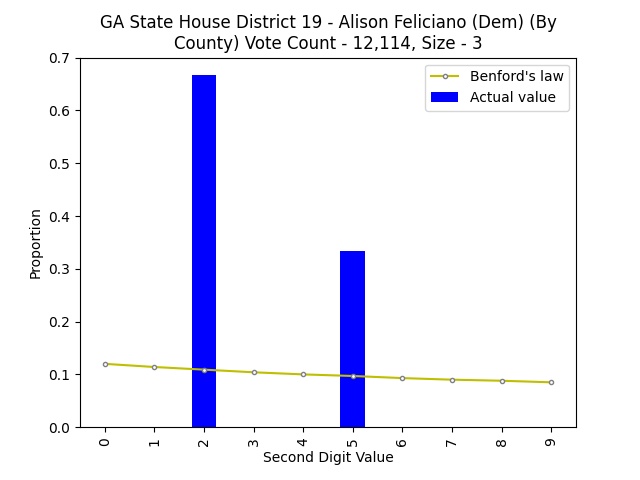 GA State House District 19 - Alison Feliciano (Dem) (By
County) Vote Count - 12,114, Size - 3
Benford's law
Actual value
0.7
0.6
0.5
0.4
0.3
0.2
0.1
0.0
Proportion
0 1 2 3 4 5 6 7 8 9
Second Digit Value